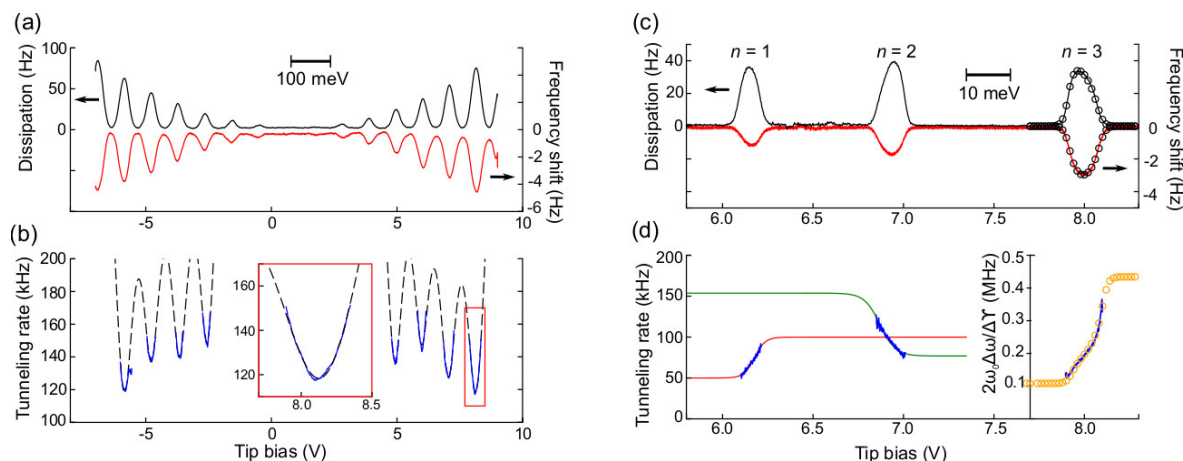 (a)
Dissipation (Hz)
100
50
0
100 meV
0
-2
-4
-6
Frequency shift (Hz)
-5 0 5 10
(b)
Tunneling rate (kHz)
200
180
160
140
120
100
160
140
120
8.0 8.5
-5 0 5 10
Tip bias (V)
(c)
Dissipation (Hz)
40
20
0
n = 1 n = 2 n = 3
10 meV
0
-2
-4
Frequency shift (Hz)
6.0 6.5 7.0 7.5 8.0
(d)
Tunneling rate (kHz)
200
150
100
50
0
2ω₀Δω/Δϒ (MHz)
0.5
0.4
0.3
0.2
0.1
6.0 6.5 7.0 7.5 8.0
Tip bias (V)